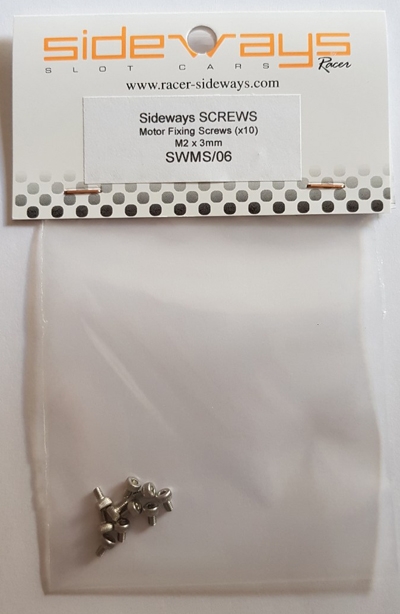 sideways
SLOT CARS Racer
www.racer-sideways.com
Sideways SCREWS
Motor Fixing Screws (x10)
M2 x 3mm
SWMS/06